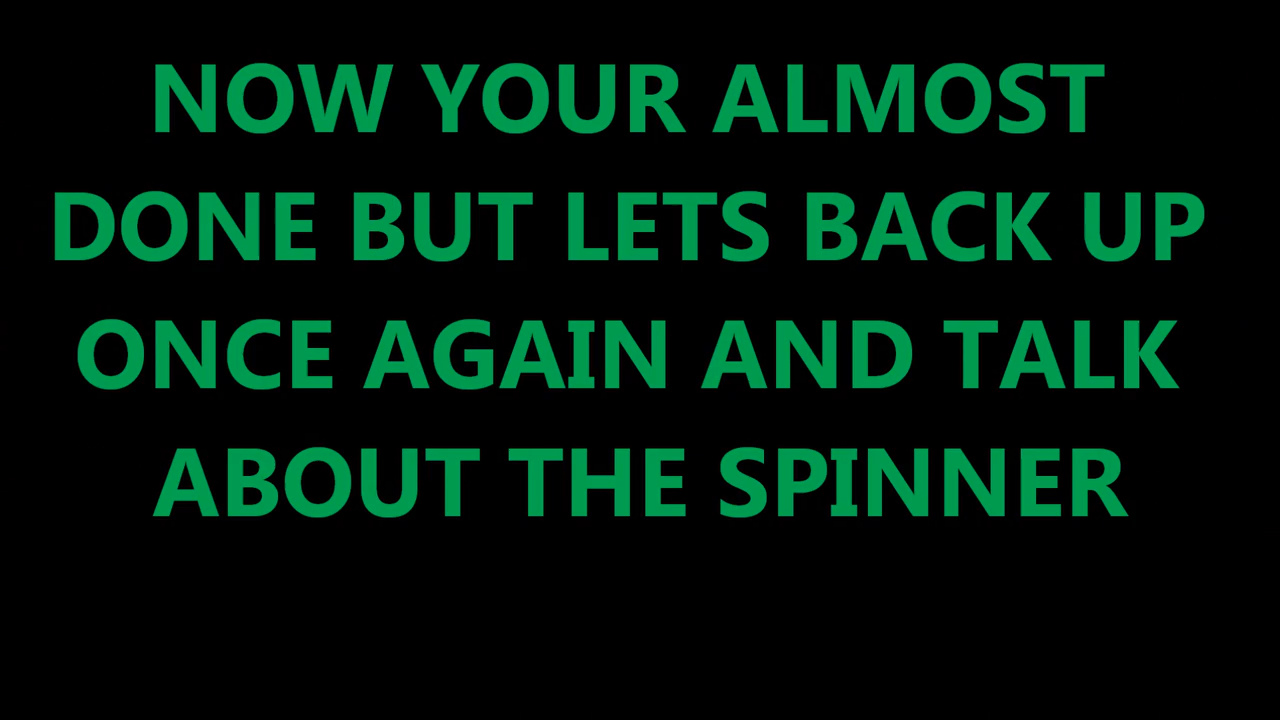 NOW YOUR ALMOST
DONE BUT LETS BACK UP
ONCE AGAIN AND TALK
ABOUT THE SPINNER